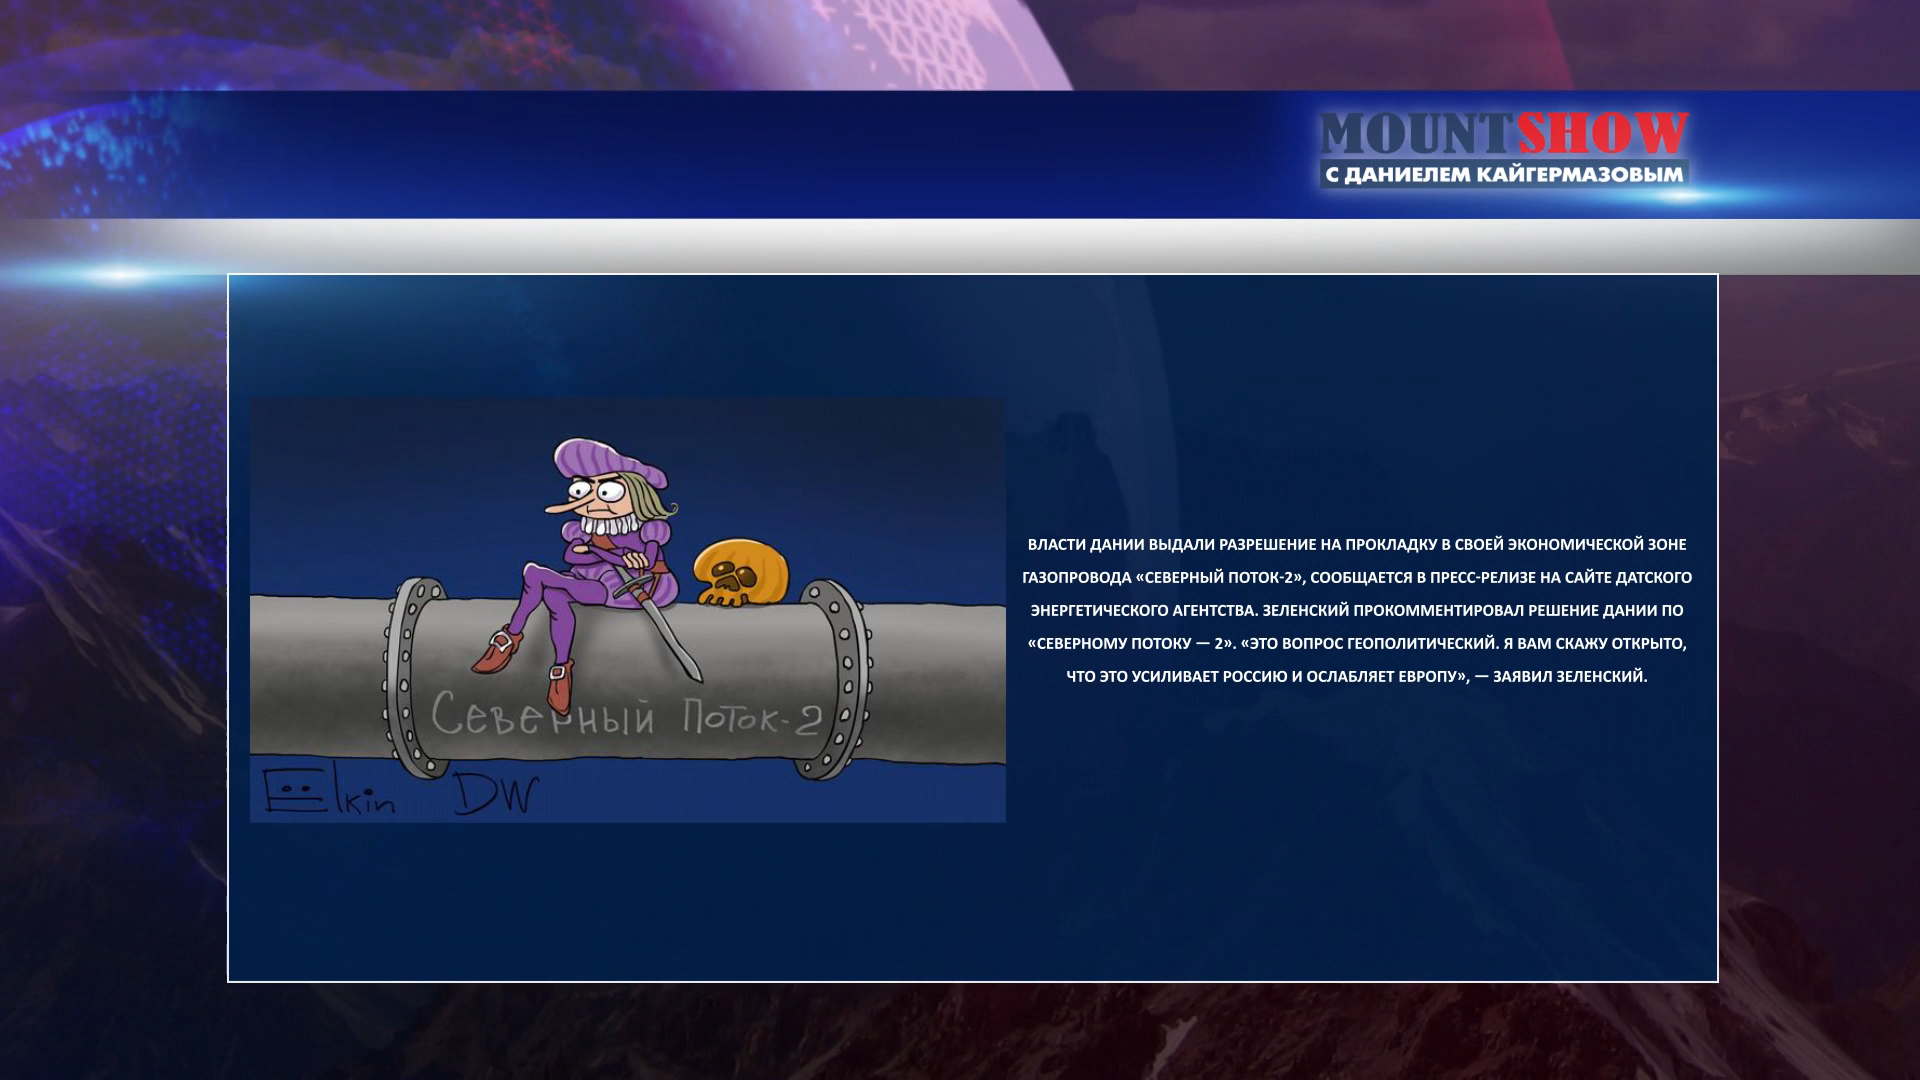 MOUNTSHOW
С ДАНИЕЛЕМ КАЙГЕРМАЗОВЫМ
Северный Поток-2
Elkin DW
ВЛАСТИ ДАНИИ ВЫДАЛИ РАЗРЕШЕНИЕ НА ПРОКЛАДКУ В СВОЕЙ ЭКОНОМИЧЕСКОЙ ЗОНЕ
ГАЗОПРОВОДА «СЕВЕРНЫЙ ПОТОК-2», СООБЩАЕТСЯ В ПРЕСС-РЕЛИЗЕ НА САЙТЕ ДАТСКОГО
ЭНЕРГЕТИЧЕСКОГО АГЕНТСТВА. ЗЕЛЕНСКИЙ ПРОКОММЕНТИРОВАЛ РЕШЕНИЕ ДАНИИ ПО
«СЕВЕРНОМУ ПОТОКУ — 2». «ЭТО ВОПРОС ГЕОПОЛИТИЧЕСКИЙ. Я ВАМ СКАЖУ ОТКРЫТО,
ЧТО ЭТО УСИЛИВАЕТ РОССИЮ И ОСЛАБЛЯЕТ ЕВРОПУ», — ЗАЯВИЛ ЗЕЛЕНСКИЙ.